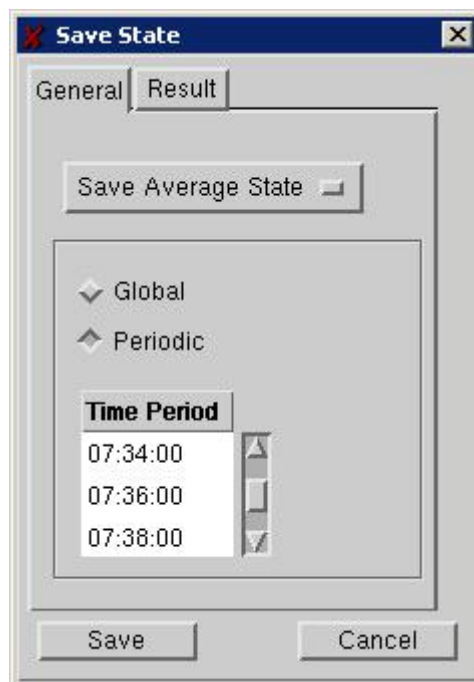 Save State
General Result
Save Average State
Global
Periodic
Time Period
07:34:00
07:36:00
07:38:00
Save Cancel